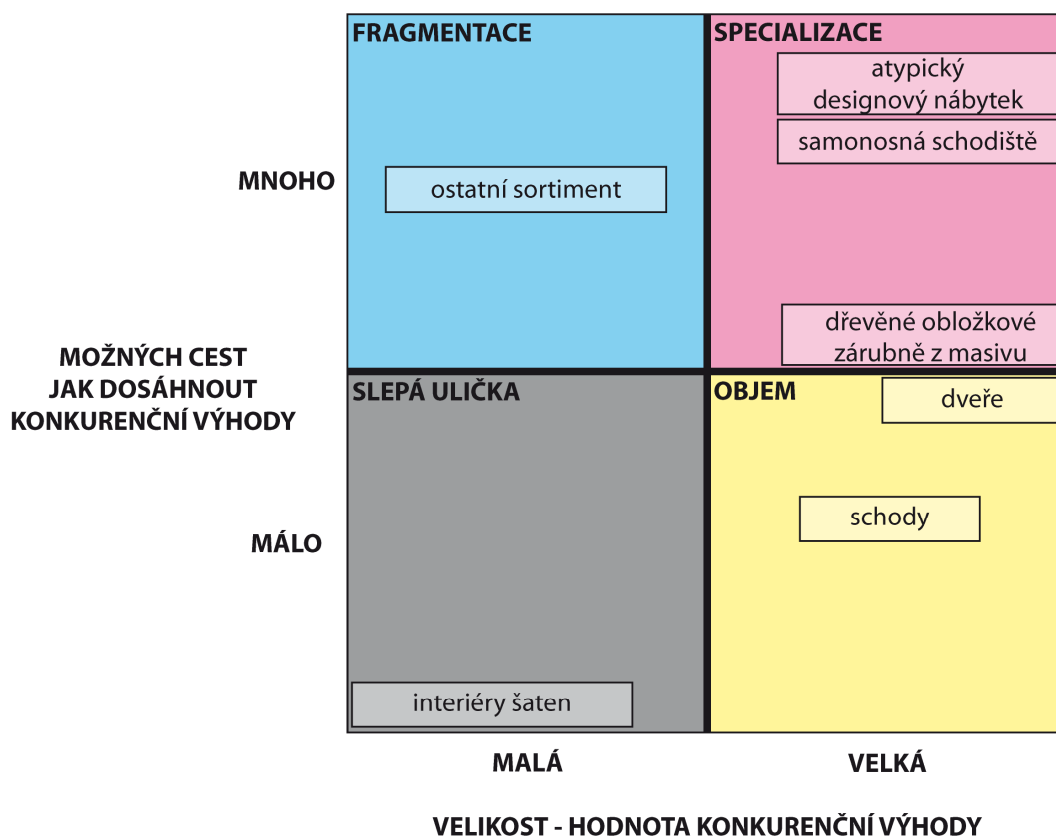 FRAGMENTACE
SPECIALIZACE
atypický
designový nábytek
samonosná schodiště
MNOHO
ostatní sortiment
dřevěné obložkové
zárubně z masivu
MOŽNÝCH CEST
JAK DOSÁHNOUT
KONKURENČNÍ VÝHODY
SLEPÁ ULIČKA
OBJEM
dveře
schody
MÁLO
interiéry šaten
MALÁ
VELKÁ
VELIKOST - HODNOTA KONKURENČNÍ VÝHODY